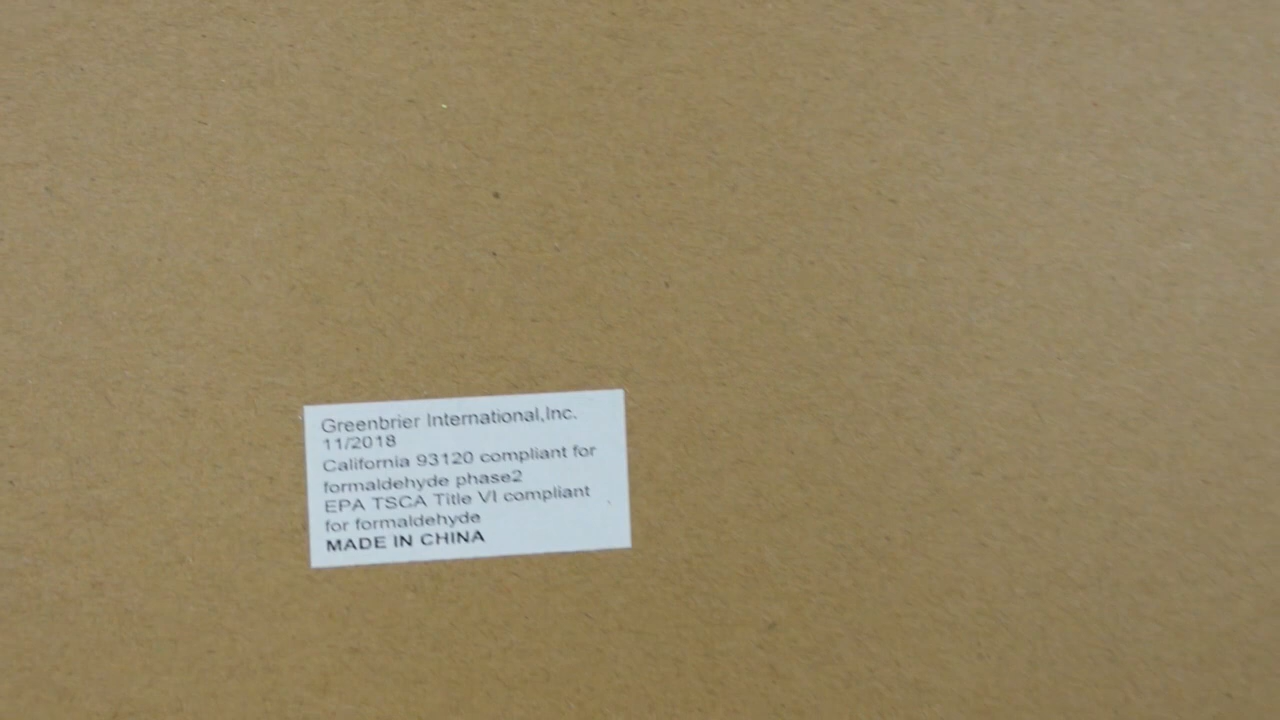 Greenbrier International,Inc.
11/2018
California 93120 compliant for
formaldehyde phase2
EPA TSCA Title VI compliant
for formaldehyde
MADE IN CHINA